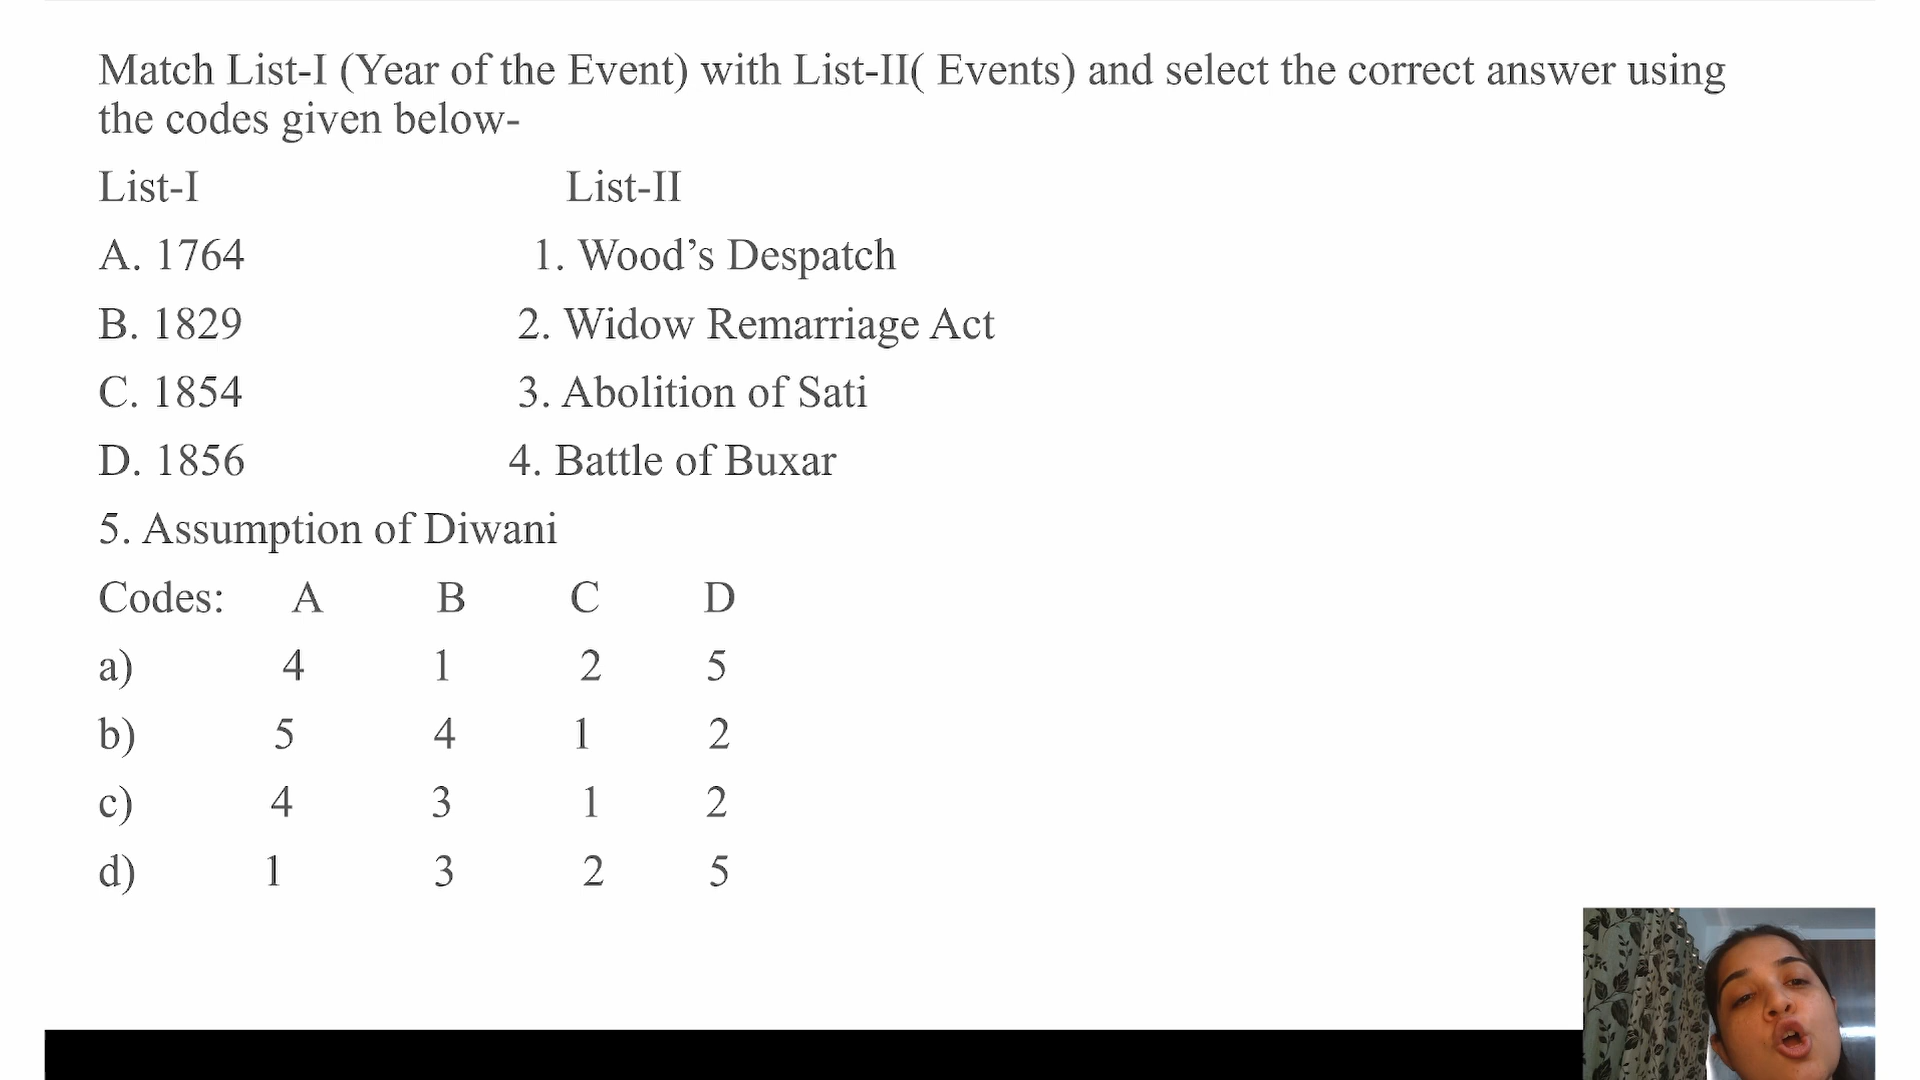 Match List-I (Year of the Event) with List-II( Events) and select the correct answer using
the codes given below-
List-I List-II
A. 1764 1. Wood’s Despatch
B. 1829 2. Widow Remarriage Act
C. 1854 3. Abolition of Sati
D. 1856 4. Battle of Buxar
5. Assumption of Diwani
Codes: A B C D
a) 4 1 2 5
b) 5 4 1 2
c) 4 3 1 2
d) 1 3 2 5